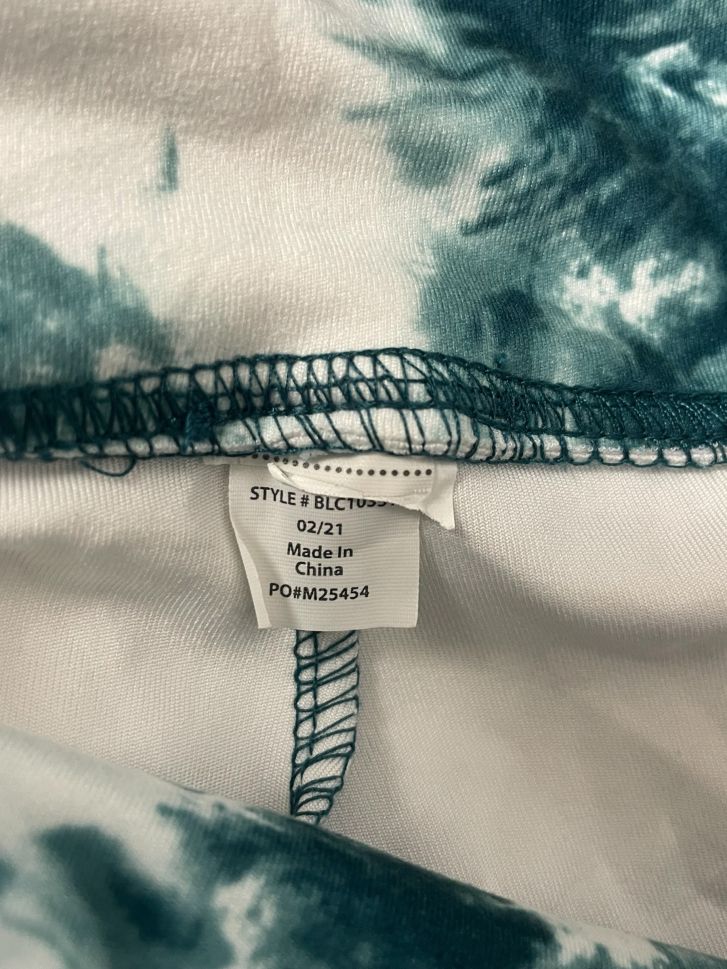 STYLE #
02/21
Made In
China
PO#M25454